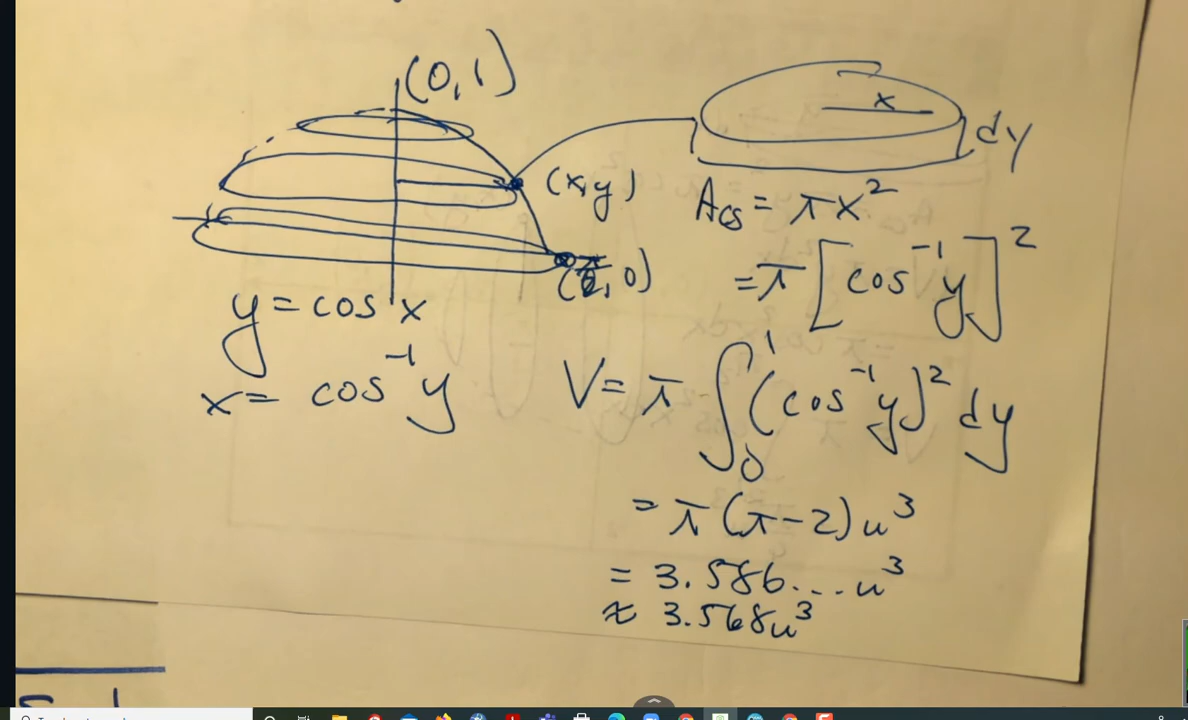 (0,1)
x
dy
(x,y)
(π/2, 0)
A_CS = πx²
= π[cos⁻¹y]²
y = cos x
x = cos⁻¹y
V = π ∫₀¹ (cos⁻¹y)² dy
= π(π-2)u³
= 3.586...u³
≈ 3.568u³